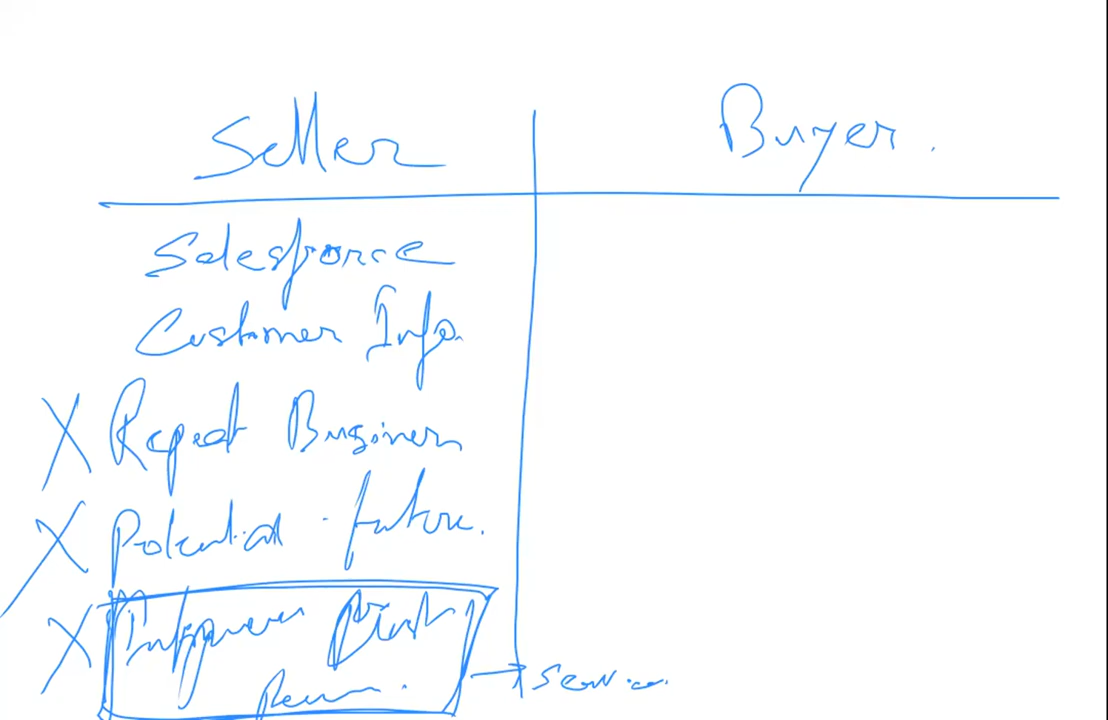 Seller
Buyer.
Salesforce
Customer Info.
X Repeat Business
X Potential future.
X